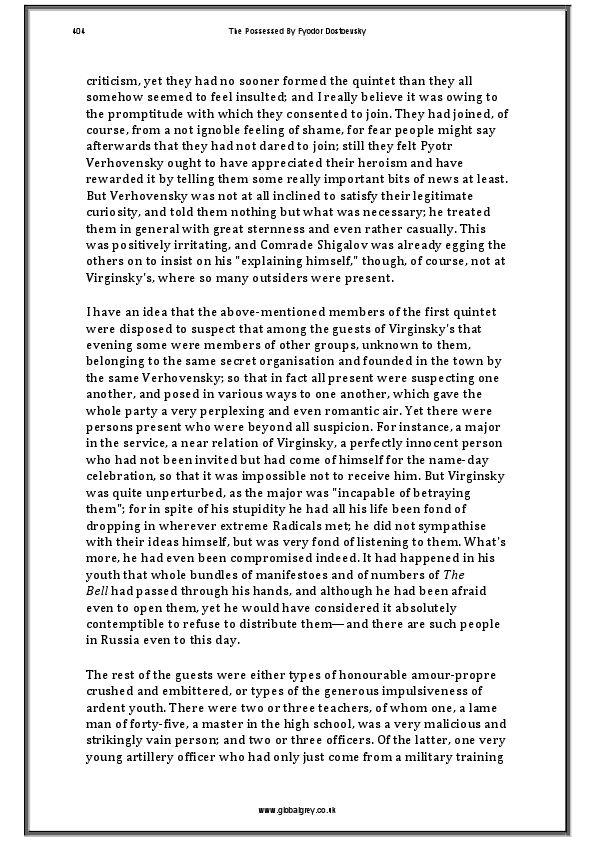 404
The Possessed By Fyodor Dostoevsky
criticism, yet they had no sooner formed the quintet than they all
somehow seemed to feel insulted; and I really believe it was owing to
the promptitude with which they consented to join. They had joined, of
course, from a not ignoble feeling of shame, for fear people might say
afterwards that they had not dared to join; still they felt Pyotr
Verhovensky ought to have appreciated their heroism and have
rewarded it by telling them some really important bits of news at least.
But Verhovensky was not at all inclined to satisfy their legitimate
curiosity, and told them nothing but what was necessary; he treated
them in general with great sternness and even rather casually. This
was positively irritating, and Comrade Shigalov was already egging the
others on to insist on his "explaining himself," though, of course, not at
Virginsky's, where so many outsiders were present.
I have an idea that the above-mentioned members of the first quintet
were disposed to suspect that among the guests of Virginsky's that
evening some were members of other groups, unknown to them,
belonging to the same secret organisation and founded in the town by
the same Verhovensky; so that in fact all present were suspecting one
another, and posed in various ways to one another, which gave the
whole party a very perplexing and even romantic air. Yet there were
persons present who were beyond all suspicion. For instance, a major
in the service, a near relation of Virginsky, a perfectly innocent person
who had not been invited but had come of himself for the name-day
celebration, so that it was impossible not to receive him. But Virginsky
was quite unperturbed, as the major was "incapable of betraying
them"; for in spite of his stupidity he had all his life been fond of
dropping in wherever extreme Radicals met; he did not sympathise
with their ideas himself, but was very fond of listening to them. What's
more, he had even been compromised indeed. It had happened in his
youth that whole bundles of manifestoes and of numbers of The
Bell had passed through his hands, and although he had been afraid
even to open them, yet he would have considered it absolutely
contemptible to refuse to distribute them—and there are such people
in Russia even to this day.
The rest of the guests were either types of honourable amour-propre
crushed and embittered, or types of the generous impulsiveness of
ardent youth. There were two or three teachers, of whom one, a lame
man of forty-five, a master in the high school, was a very malicious and
strikingly vain person; and two or three officers. Of the latter, one very
young artillery officer who had only just come from a military training
www.globalgrey.co.uk